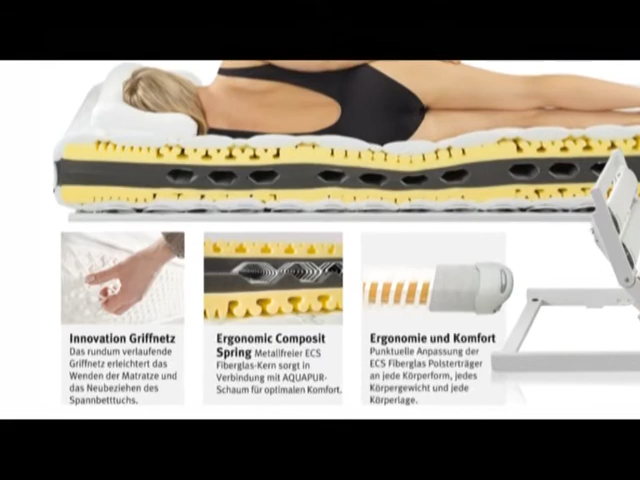 Innovation Griffnetz
Das rundum verlaufende
Griffnetz erleichtert das
Wenden der Matratze und
das Neubeziehen des
Spannbetttuchs.
Ergonomic Composit
Spring Metallfreier ECS
Fiberglas-Kern sorgt in
Verbindung mit AQUAPUR-
Schaum für optimalen Komfort.
Ergonomie und Komfort
Punktuelle Anpassung der
ECS Fiberglas Polsterträger
an jede Körperform, jedes
Körpergewicht und jede
Körperlage.